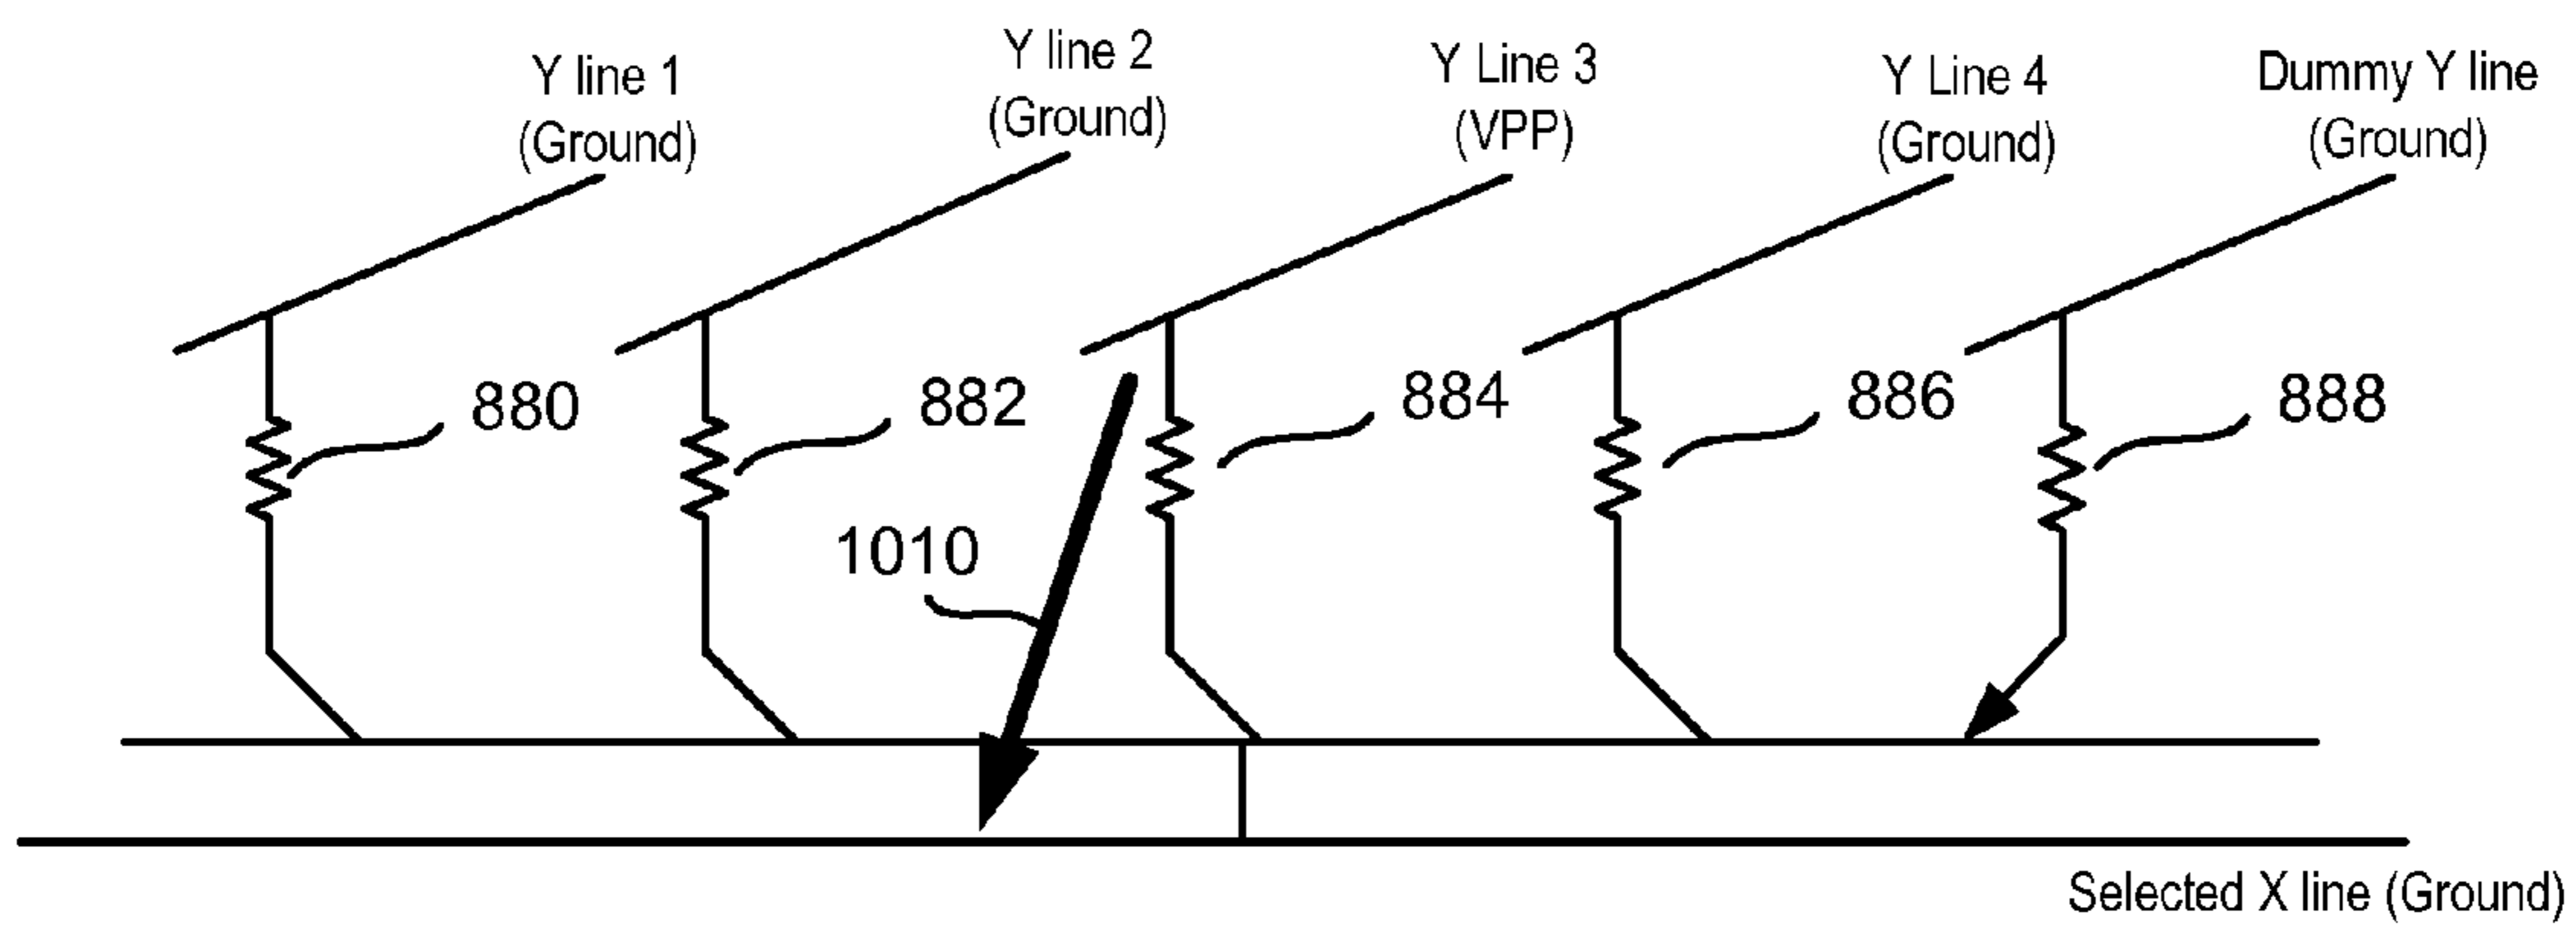 Y line 1
(Ground)
Y line 2
(Ground)
Y Line 3
(VPP)
Y Line 4
(Ground)
Dummy Y line
(Ground)
880
882
884
886
888
1010
Selected X line (Ground)